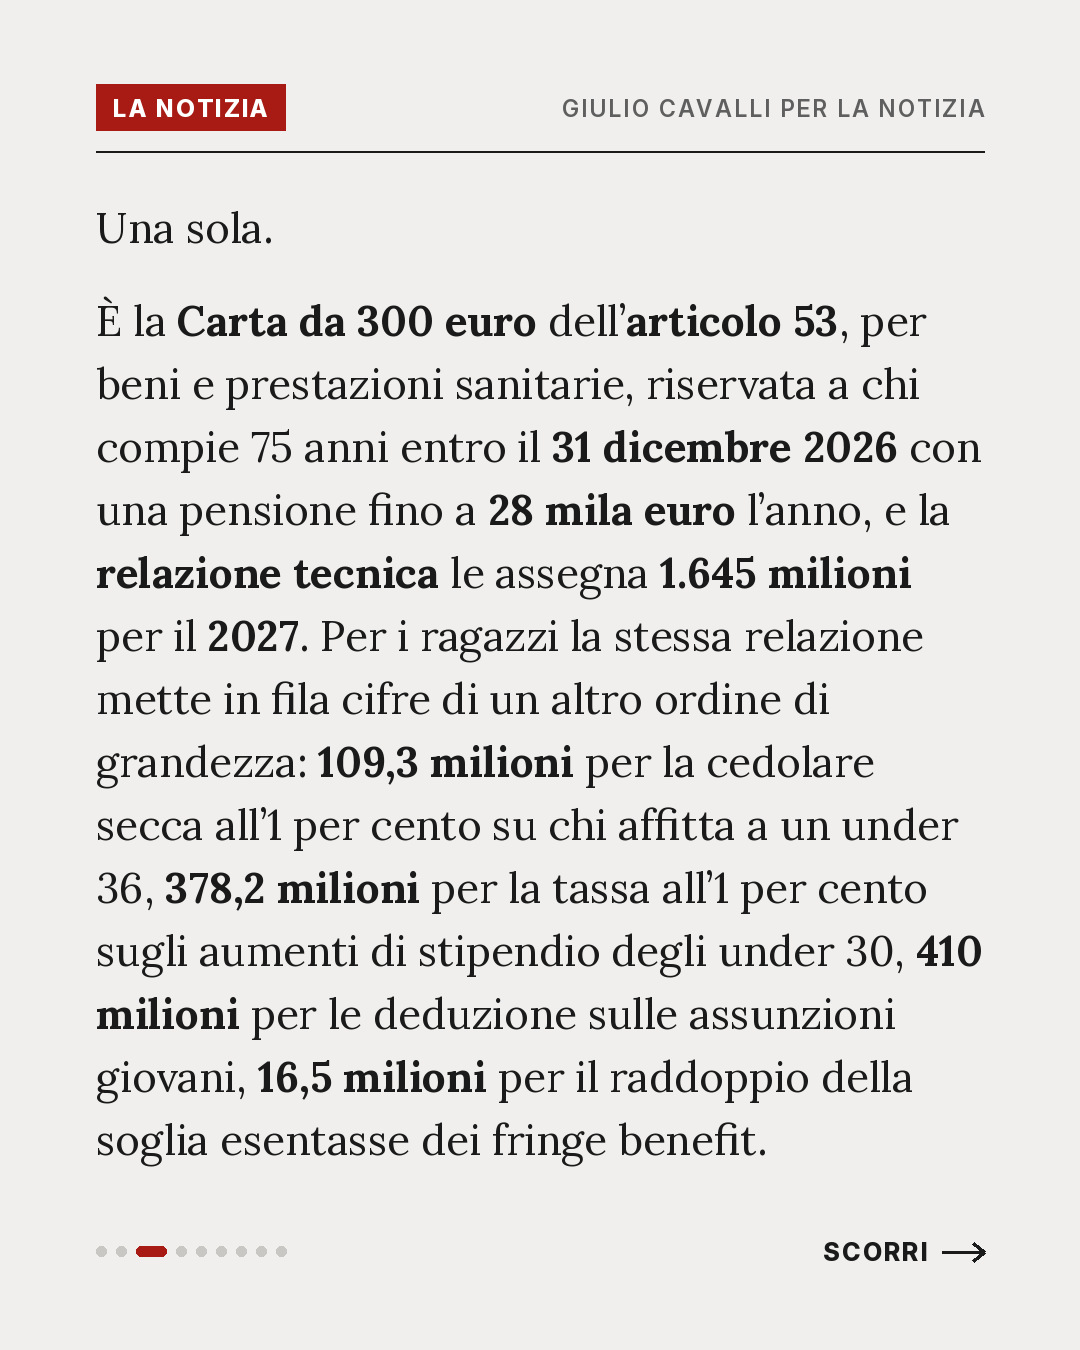 LA NOTIZIA
GIULIO CAVALLI PER LA NOTIZIA
Una sola.
È la Carta da 300 euro dell’articolo 53, per
beni e prestazioni sanitarie, riservata a chi
compie 75 anni entro il 31 dicembre 2026 con
una pensione fino a 28 mila euro l’anno, e la
relazione tecnica le assegna 1.645 milioni
per il 2027. Per i ragazzi la stessa relazione
mette in fila cifre di un altro ordine di
grandezza: 109,3 milioni per la cedolare
secca all’1 per cento su chi affitta a un under
36, 378,2 milioni per la tassa all’1 per cento
sugli aumenti di stipendio degli under 30, 410
milioni per le deduzione sulle assunzioni
giovani, 16,5 milioni per il raddoppio della
soglia esentasse dei fringe benefit.
SCORRI